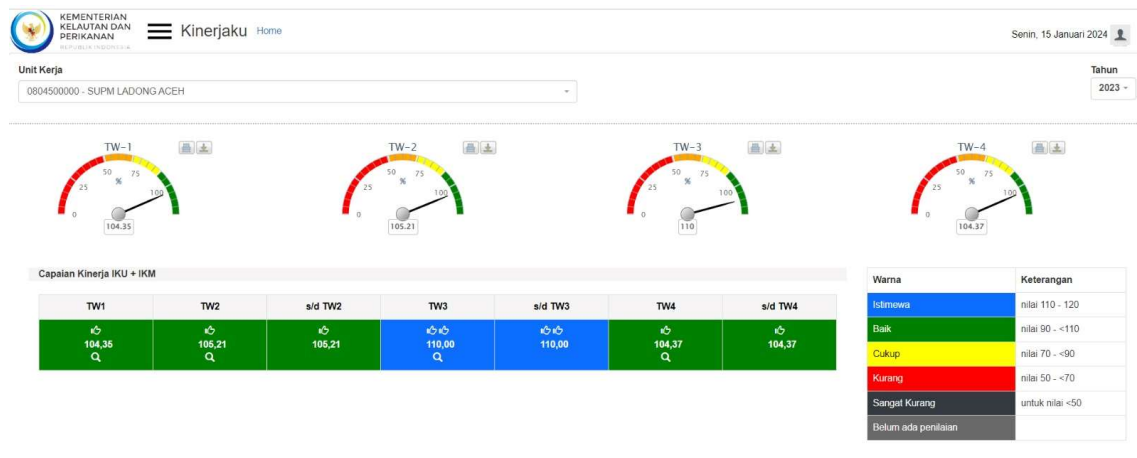 KEMENTERIAN
KELAUTAN DAN
PERIKANAN
REPUBLIK INDONESIA
Kinerjaku Home
Senin, 15 Januari 2024
Unit Kerja
Tahun
0804500000 - SUPM LADONG ACEH
2023
TW-1
0 25 50 75 100
%
104.35
TW-2
0 25 50 75 100
%
105.21
TW-3
0 25 50 75 100
%
110
TW-4
0 25 50 75 100
%
104.37
Capaian Kinerja IKU + IKM
TW1 TW2 s/d TW2 TW3 s/d TW3 TW4 s/d TW4
104,35 105,21 105,21 110,00 110,00 104,37 104,37
Warna Keterangan
Istimewa nilai 110 - 120
Baik nilai 90 - <110
Cukup nilai 70 - <90
Kurang nilai 50 - <70
Sangat Kurang untuk nilai <50
Belum ada penilaian